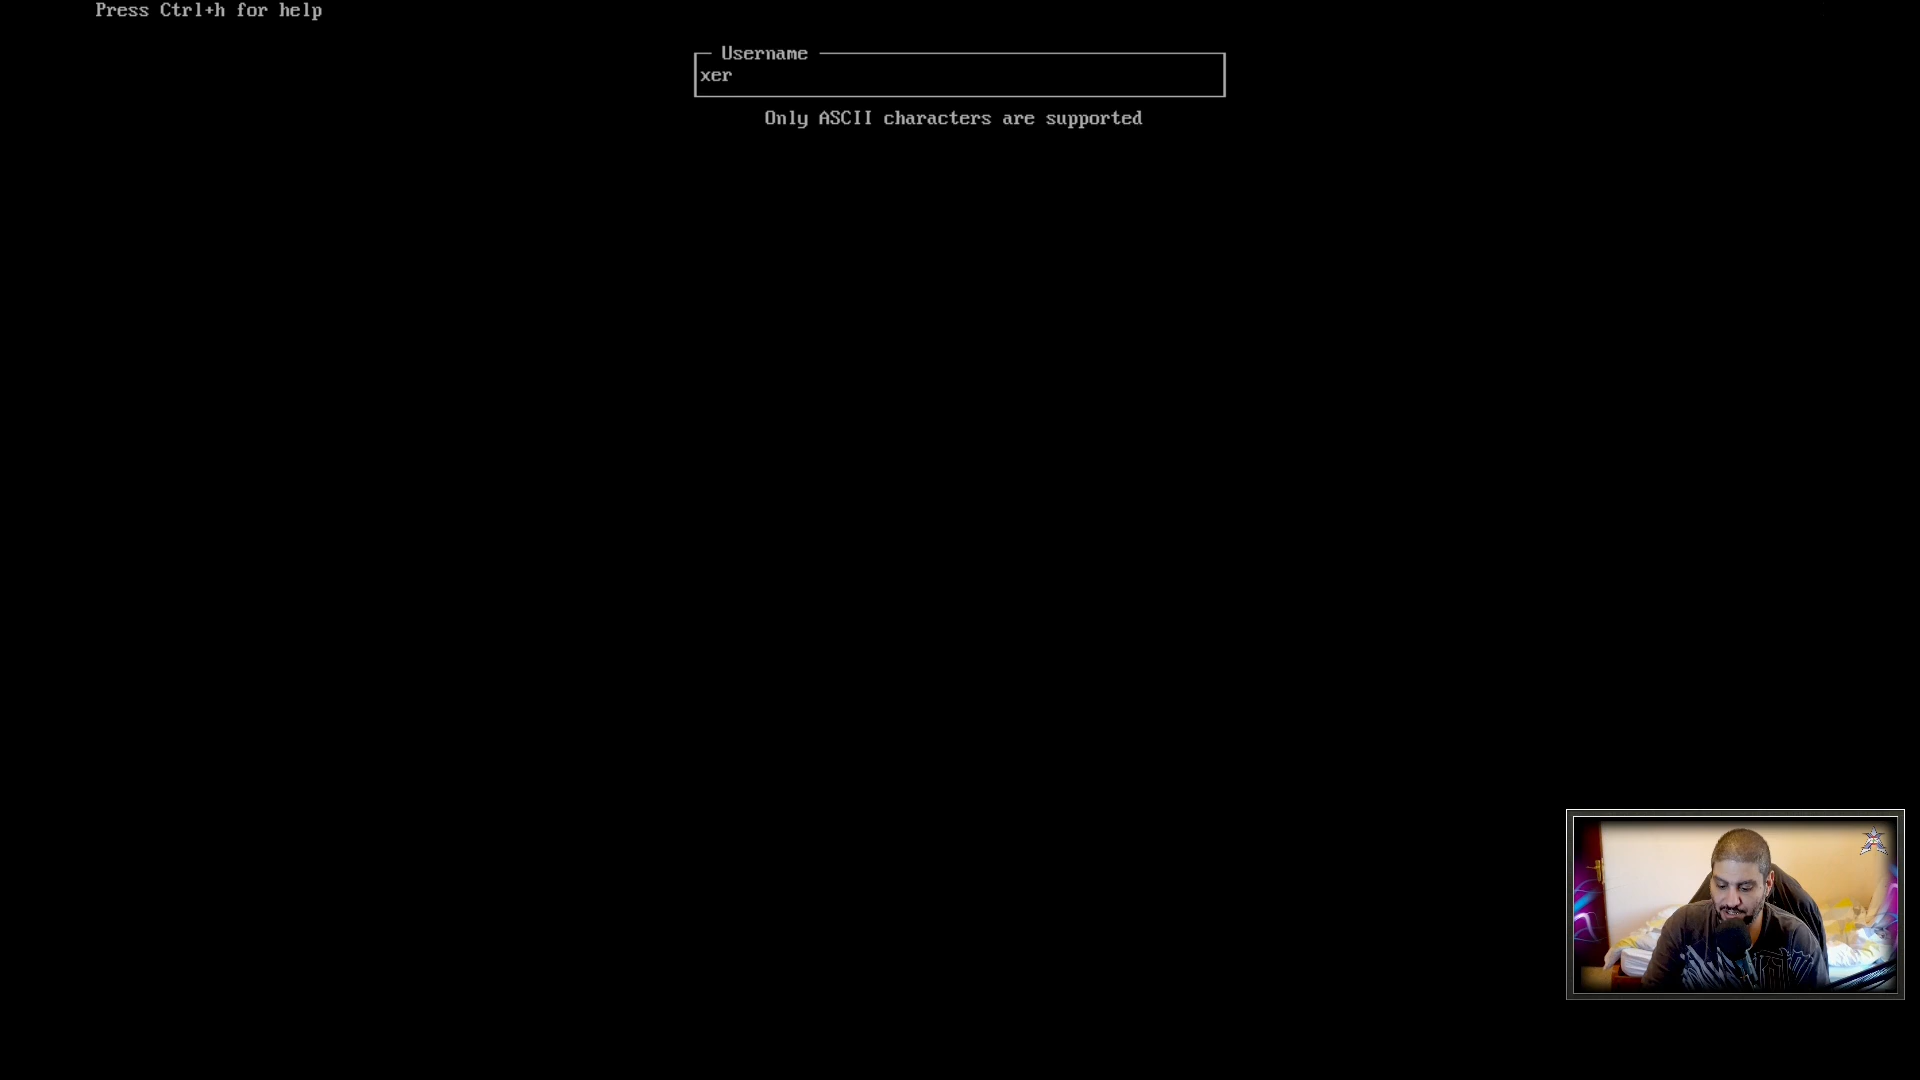 Press Ctrl+h for help
Username
xer
Only ASCII characters are supported